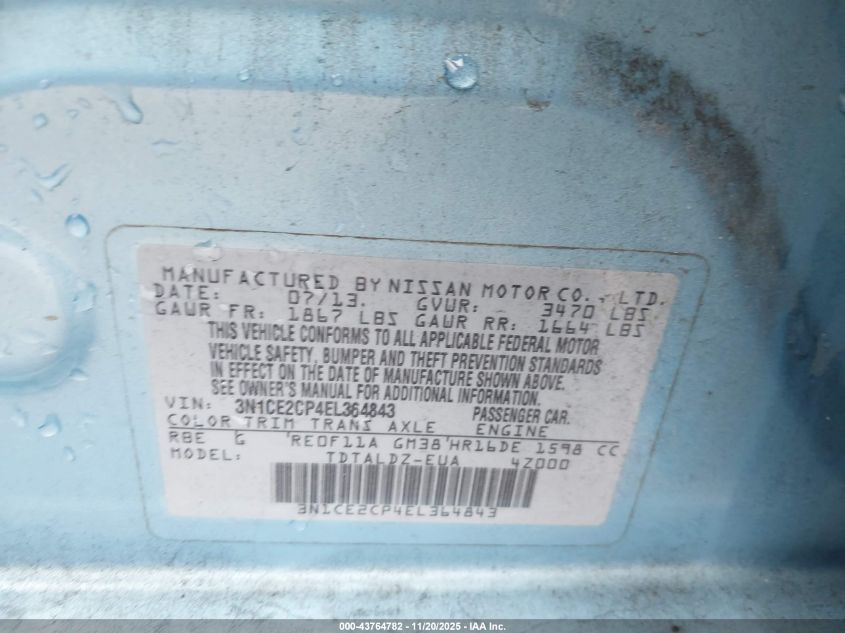 MANUFACTURED BY NISSAN MOTOR CO., LTD.
DATE: 07/13. GVWR: 3470 LBS
GAWR FR: 1867 LBS GAWR RR: 1664 LBS
THIS VEHICLE CONFORMS TO ALL APPLICABLE FEDERAL MOTOR
VEHICLE SAFETY, BUMPER AND THEFT PREVENTION STANDARDS
IN EFFECT ON THE DATE OF MANUFACTURE SHOWN ABOVE.
SEE OWNER'S MANUAL FOR ADDITIONAL INFORMATION.
VIN: 3N1CE2CP4EL364843 PASSENGER CAR.
COLOR TRIM TRANS AXLE ENGINE
RBE G RE0F11A GM38 HR16DE 1598 CC
MODEL: TDTALDZ-EUA 4Z000
3N1CE2CP4EL364843
000-43764782 — 11/20/2025 - IAA Inc.